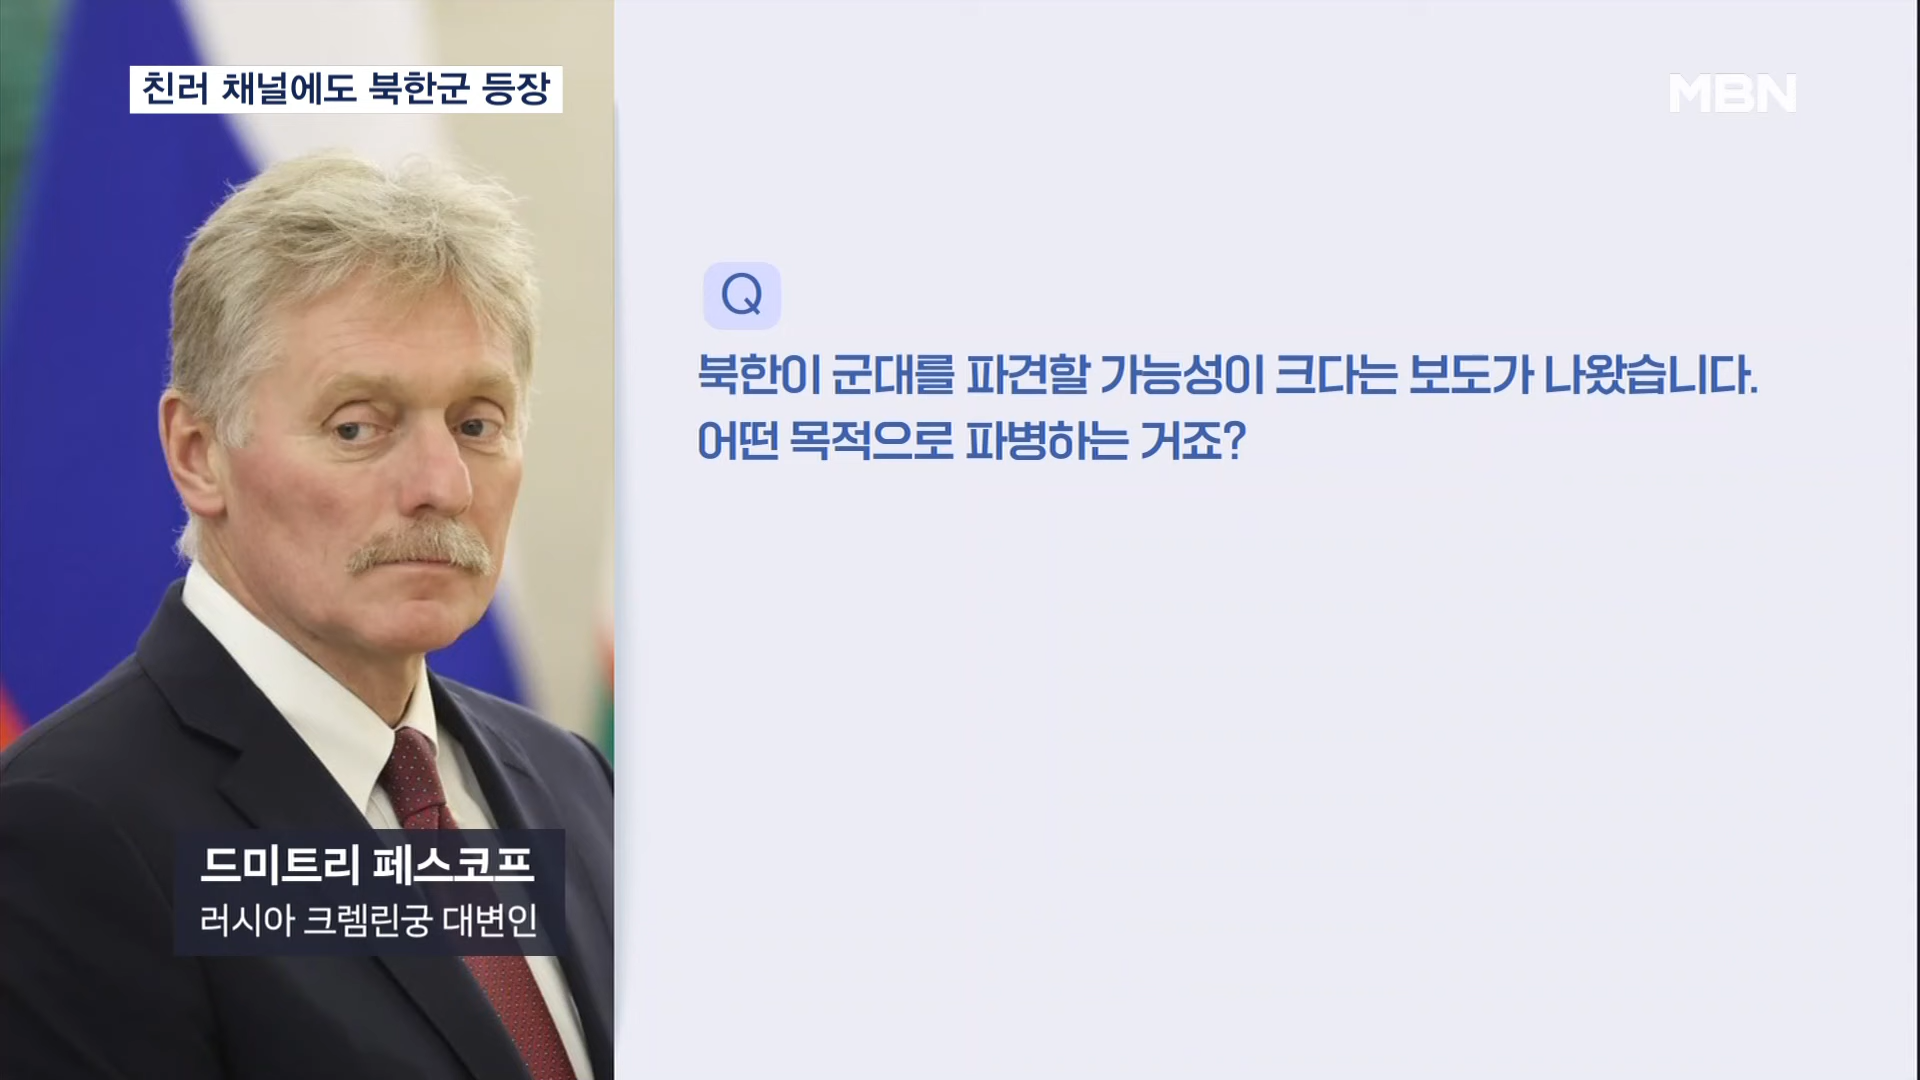 친러 채널에도 북한군 등장
MBN
Q
북한이 군대를 파견할 가능성이 크다는 보도가 나왔습니다.
어떤 목적으로 파병하는 거죠?
드미트리 페스코프
러시아 크렘린궁 대변인